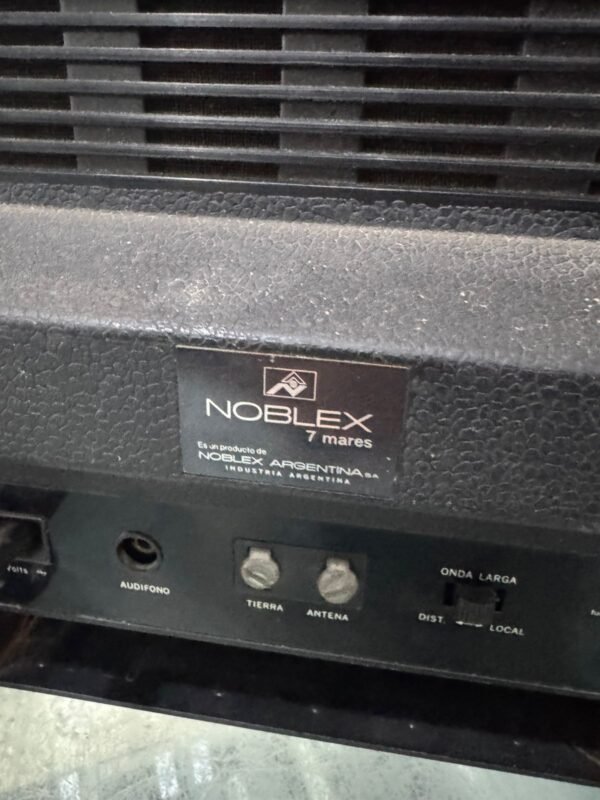 NOBLEX
7 mares
Es un producto de
NOBLEX ARGENTINA SA
INDUSTRIA ARGENTINA
Volts
AUDIFONO
TIERRA
ANTENA
ONDA LARGA
DIST.
LOCAL